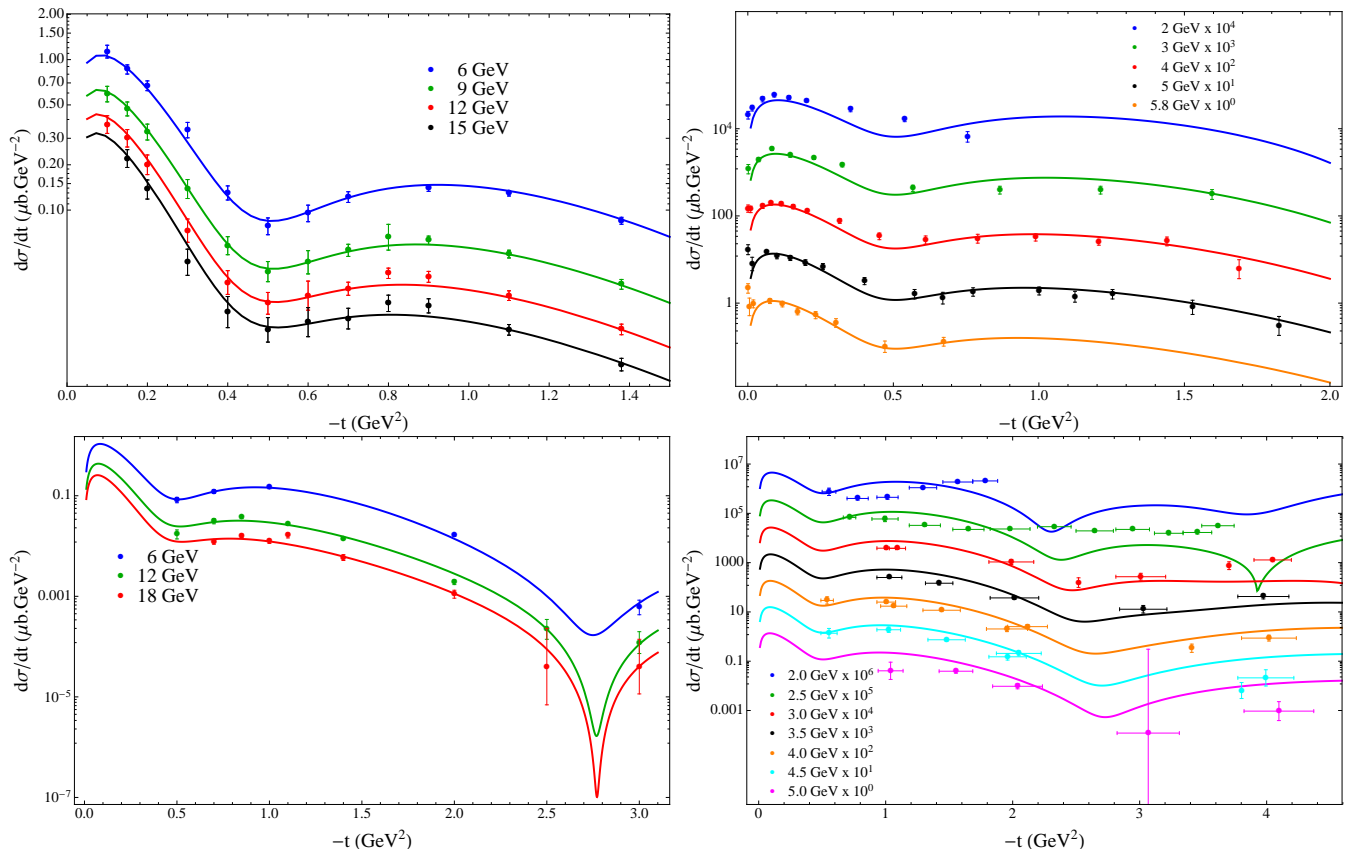 2.00
1.00
0.70
0.50
0.30
0.20
0.15
0.10
dσ/dt (μb.GeV⁻²)
6 GeV
9 GeV
12 GeV
15 GeV
0.0 0.2 0.4 0.6 0.8 1.0 1.2 1.4
−t (GeV²)
10⁴
100
1
dσ/dt (μb.GeV⁻²)
2 GeV x 10⁴
3 GeV x 10³
4 GeV x 10²
5 GeV x 10¹
5.8 GeV x 10⁰
0.0 0.5 1.0 1.5 2.0
−t (GeV²)
0.1
0.001
10⁻⁵
10⁻⁷
dσ/dt (μb.GeV⁻²)
6 GeV
12 GeV
18 GeV
0.0 0.5 1.0 1.5 2.0 2.5 3.0
−t (GeV²)
10⁷
10⁵
1000
10
0.1
0.001
dσ/dt (μb.GeV⁻²)
2.0 GeV x 10⁶
2.5 GeV x 10⁵
3.0 GeV x 10⁴
3.5 GeV x 10³
4.0 GeV x 10²
4.5 GeV x 10¹
5.0 GeV x 10⁰
0 1 2 3 4
−t (GeV²)